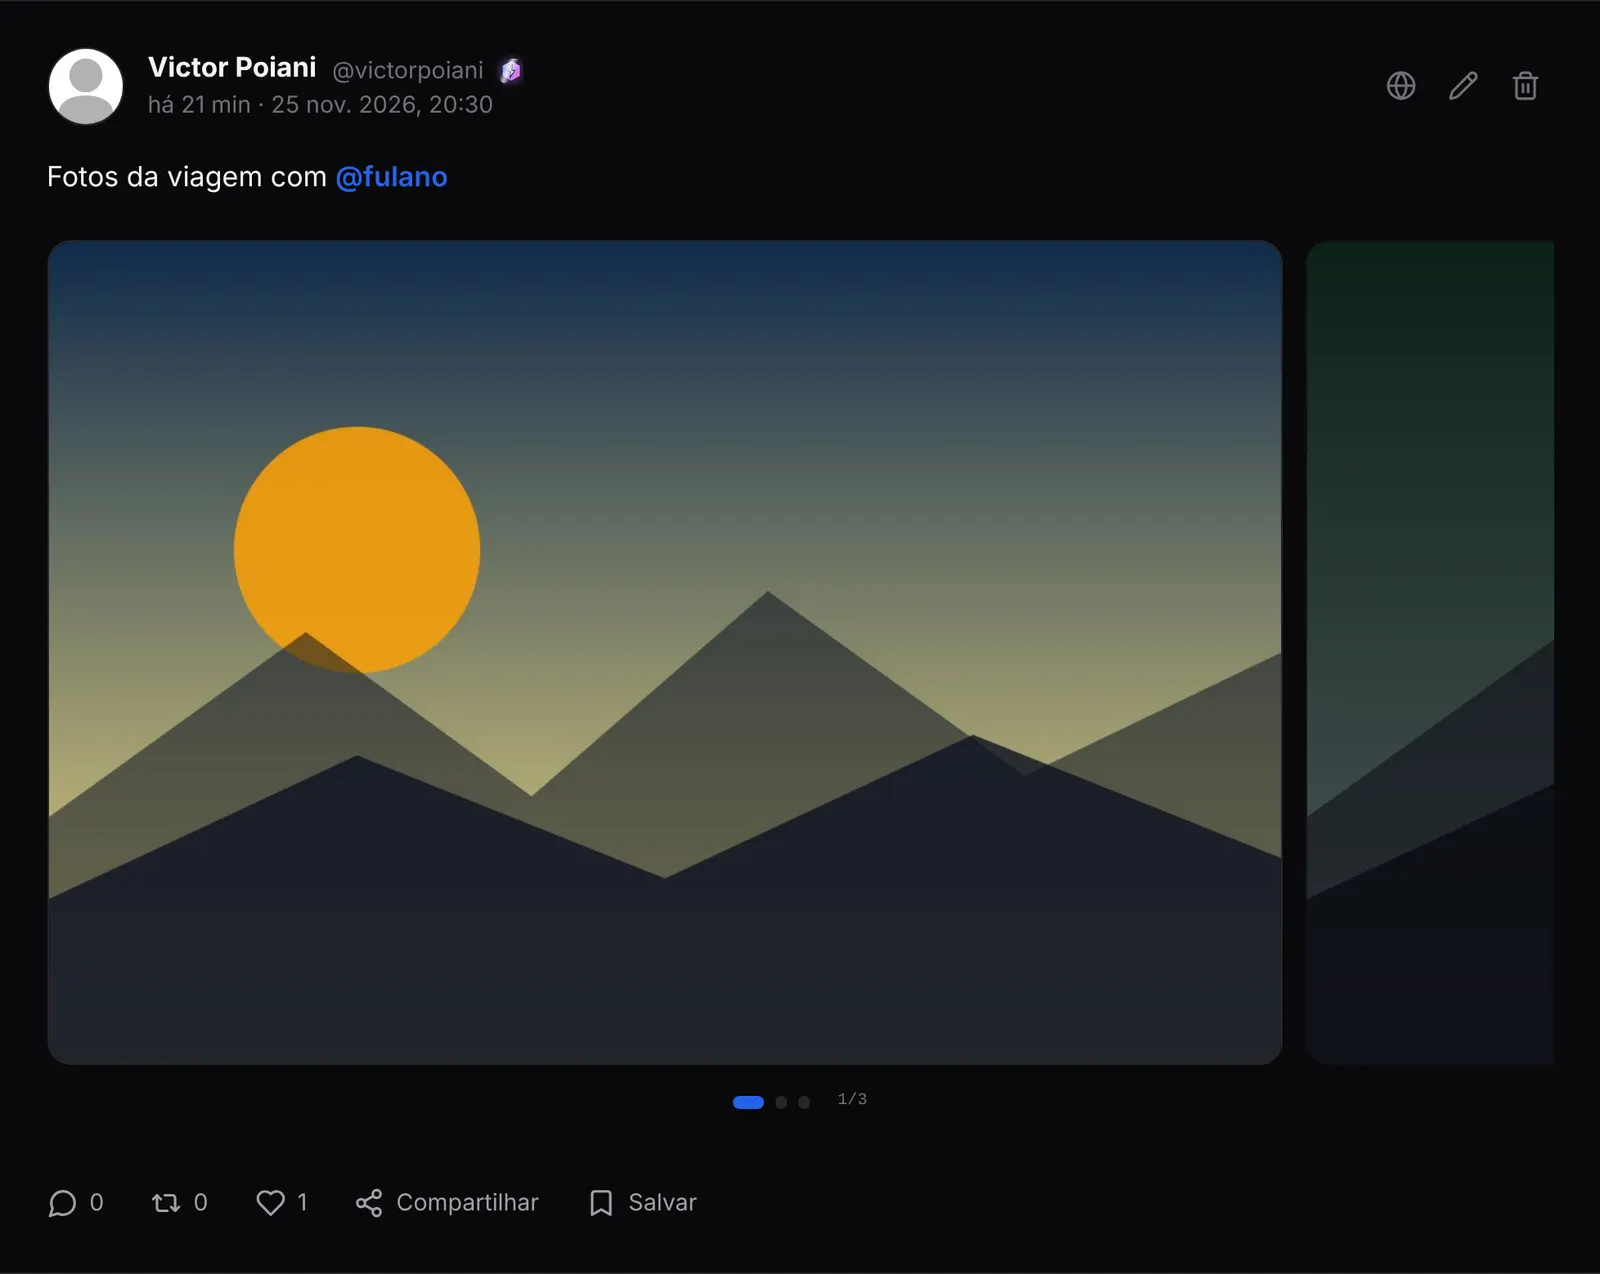 Victor Poiani @victorpoiani
há 21 min · 25 nov. 2026, 20:30
Fotos da viagem com @fulano
1/3
0 0 1 Compartilhar Salvar